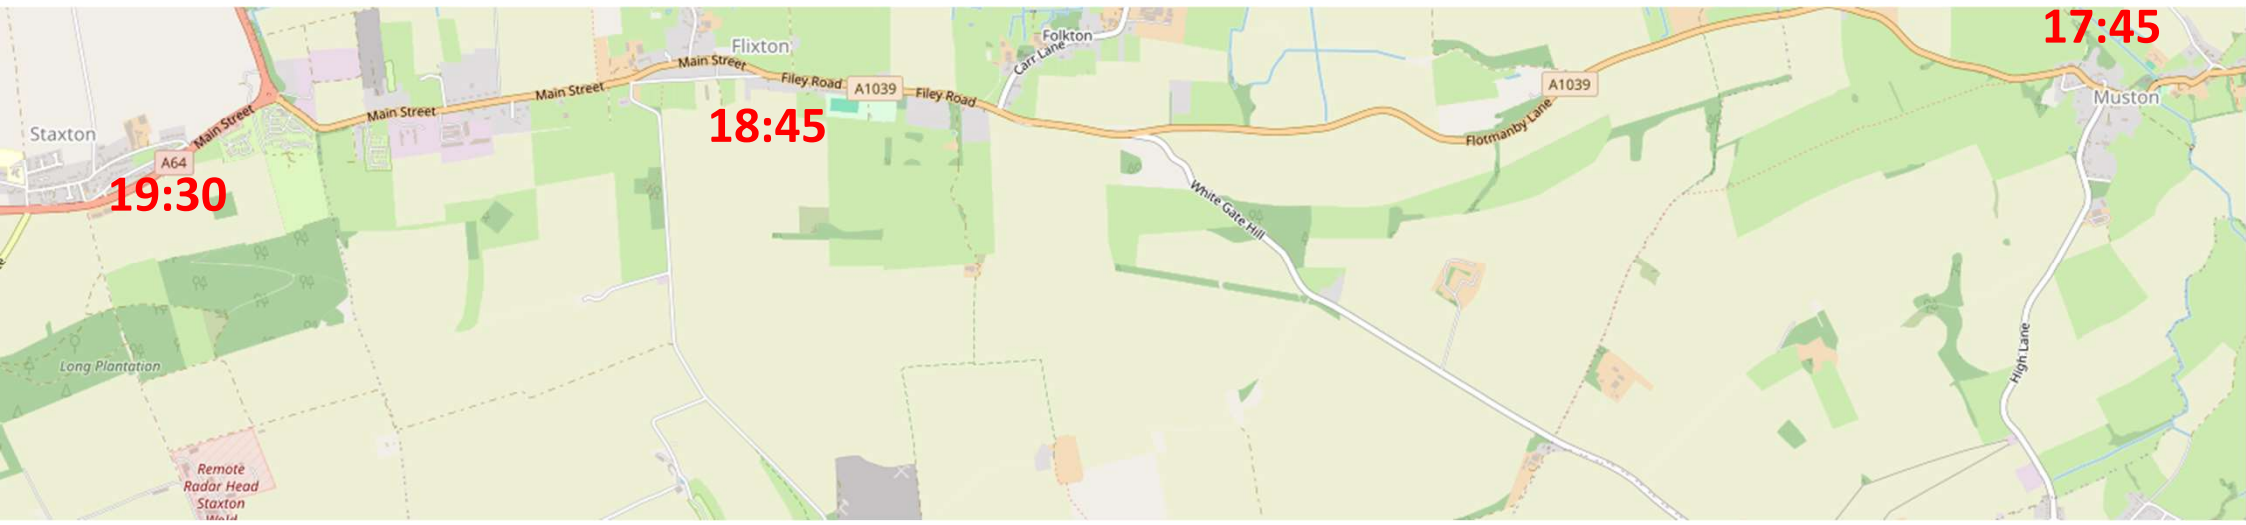 17:45
Folkton
Flixton
Carr Lane
Main Street
Filey Road
A1039
Filey Road
A1039
Main Street
Muston
Main Street
Main Street
Flotmanby Lane
18:45
Staxton
A64
19:30
White Gate Hill
High Lane
Long Plantation
Remote
Radar Head
Staxton
Wold